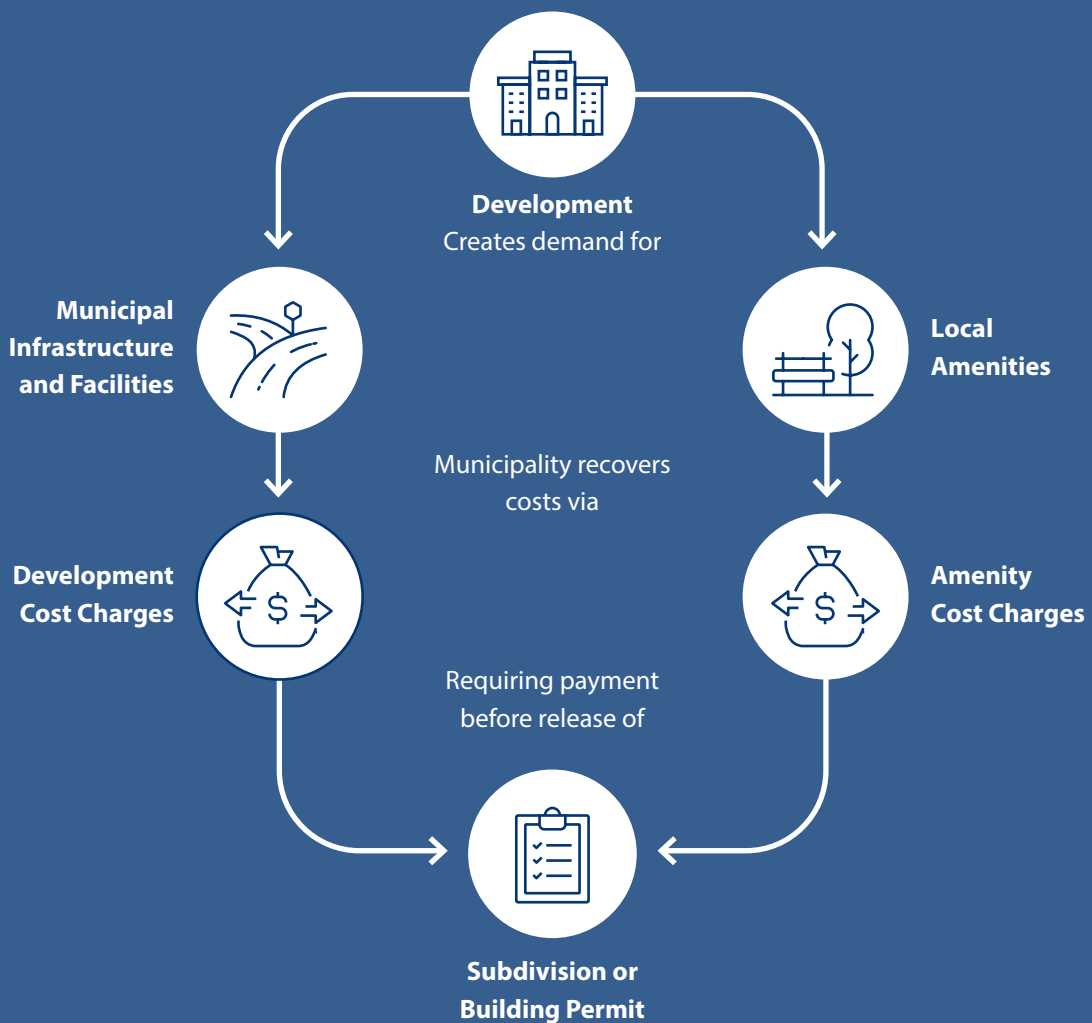 Development
Creates demand for
Municipal
Infrastructure
and Facilities
Local
Amenities
Municipality recovers
costs via
Development
Cost Charges
$
$
Amenity
Cost Charges
Requiring payment
before release of
Subdivision or
Building Permit